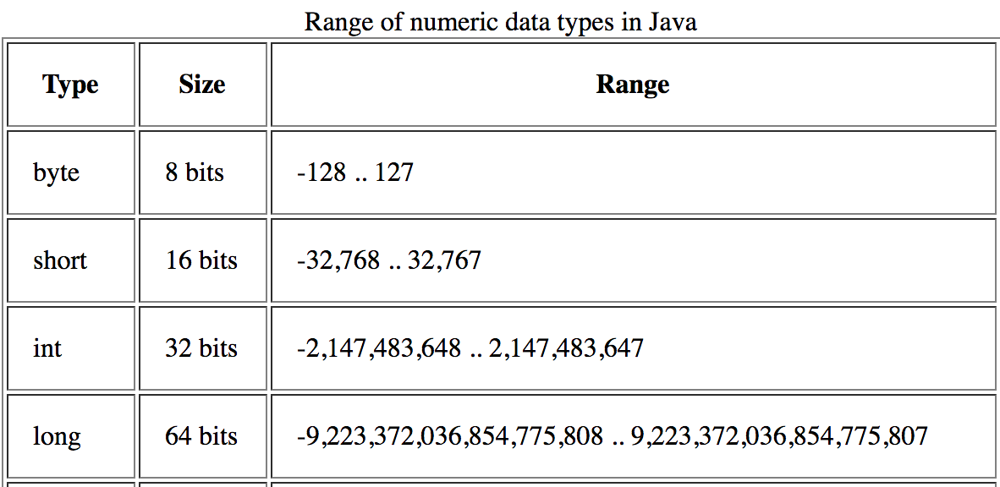 Range of numeric data types in Java
Type Size Range
byte 8 bits -128 .. 127
short 16 bits -32,768 .. 32,767
int 32 bits -2,147,483,648 .. 2,147,483,647
long 64 bits -9,223,372,036,854,775,808 .. 9,223,372,036,854,775,807